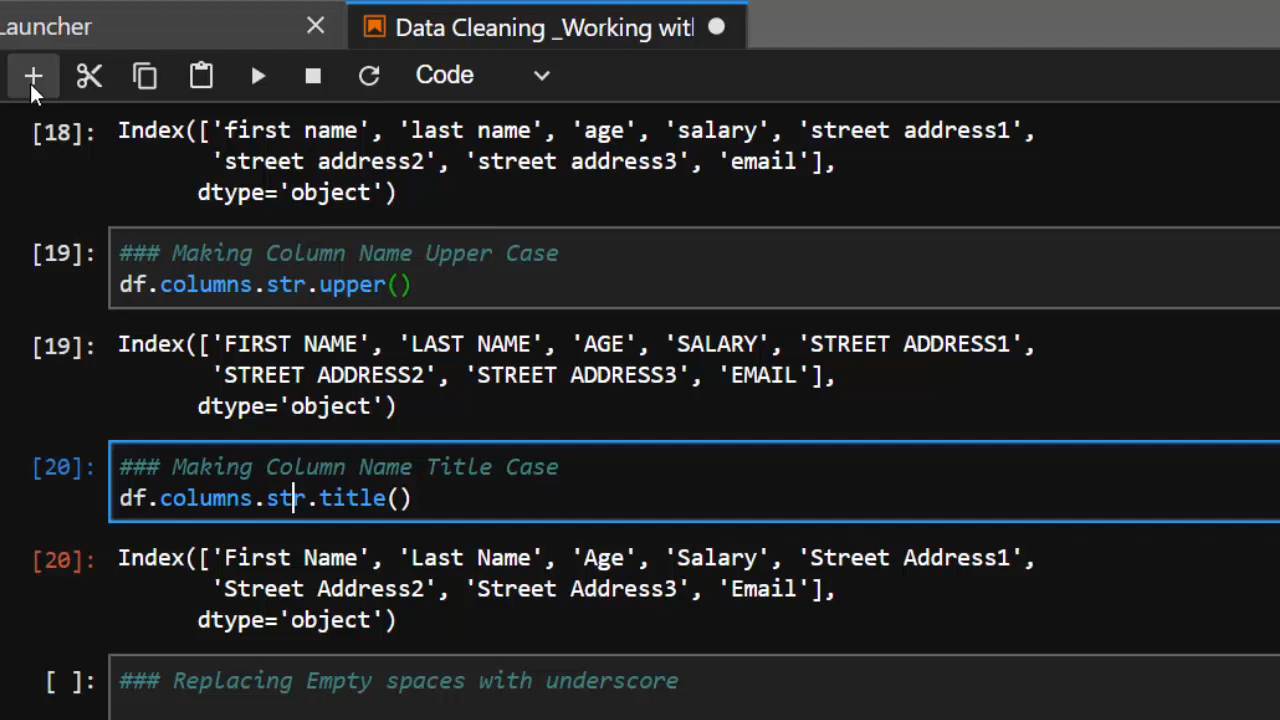 Launcher
Data Cleaning _Working wit
Code
[18]: Index(['first name', 'last name', 'age', 'salary', 'street address1',
'street address2', 'street address3', 'email'],
dtype='object')
[19]: ### Making Column Name Upper Case
df.columns.str.upper()
[19]: Index(['FIRST NAME', 'LAST NAME', 'AGE', 'SALARY', 'STREET ADDRESS1',
'STREET ADDRESS2', 'STREET ADDRESS3', 'EMAIL'],
dtype='object')
[20]: ### Making Column Name Title Case
df.columns.str.title()
[20]: Index(['First Name', 'Last Name', 'Age', 'Salary', 'Street Address1',
'Street Address2', 'Street Address3', 'Email'],
dtype='object')
[ ]: ### Replacing Empty spaces with underscore